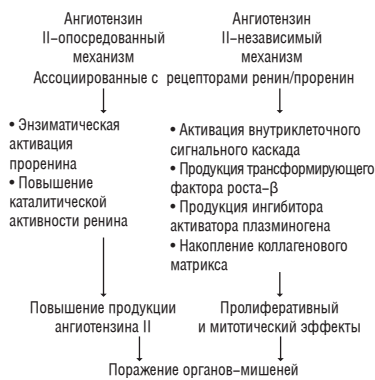 Ангиотензин
II–опосредованный
механизм
Ангиотензин
II–независимый
механизм
Ассоциированные с рецепторами ренин/проренин
• Энзиматическая
активация
проренина
• Повышение
каталитической
активности ренина
• Активация внутриклеточного
сигнального каскада
• Продукция трансформирующего
фактора роста–β
• Продукция ингибитора
активатора плазминогена
• Накопление коллагенового
матрикса
Повышение продукции
ангиотензина II
Пролиферативный
и митотический эффекты
Поражение органов–мишеней